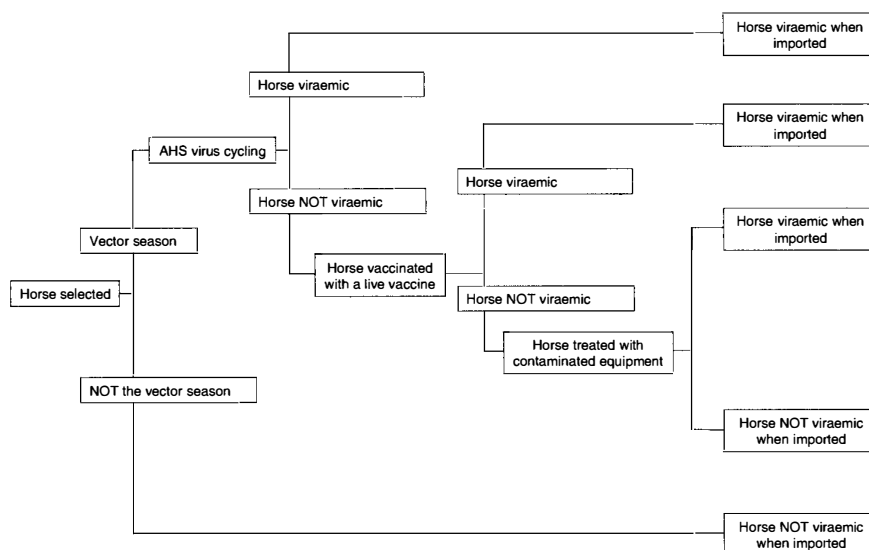 Horse viraemic when
imported
Horse viraemic
Horse viraemic when
imported
AHS virus cycling
Horse viraemic
Horse NOT viraemic
Horse viraemic when
imported
Vector season
Horse vaccinated
with a live vaccine
Horse selected
Horse NOT viraemic
Horse treated with
contaminated equipment
NOT the vector season
Horse NOT viraemic
when imported
Horse NOT viraemic
when imported